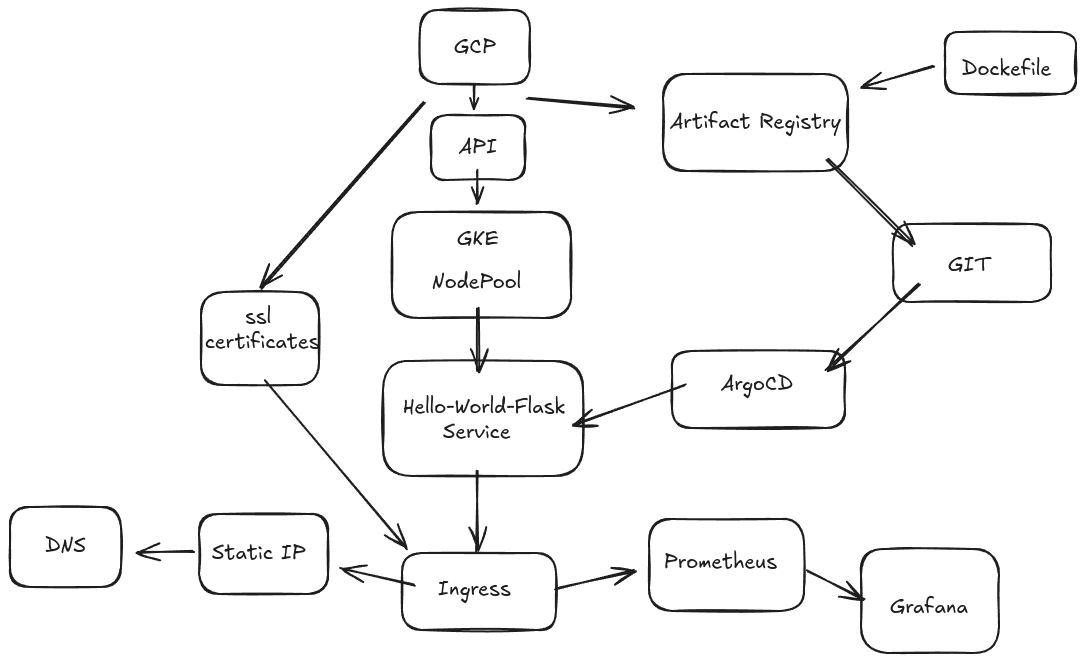 GCP
Dockefile
Artifact Registry
API
GKE
NodePool
GIT
ssl
certificates
ArgoCD
Hello-World-Flask
Service
DNS
Static IP
Ingress
Prometheus
Grafana